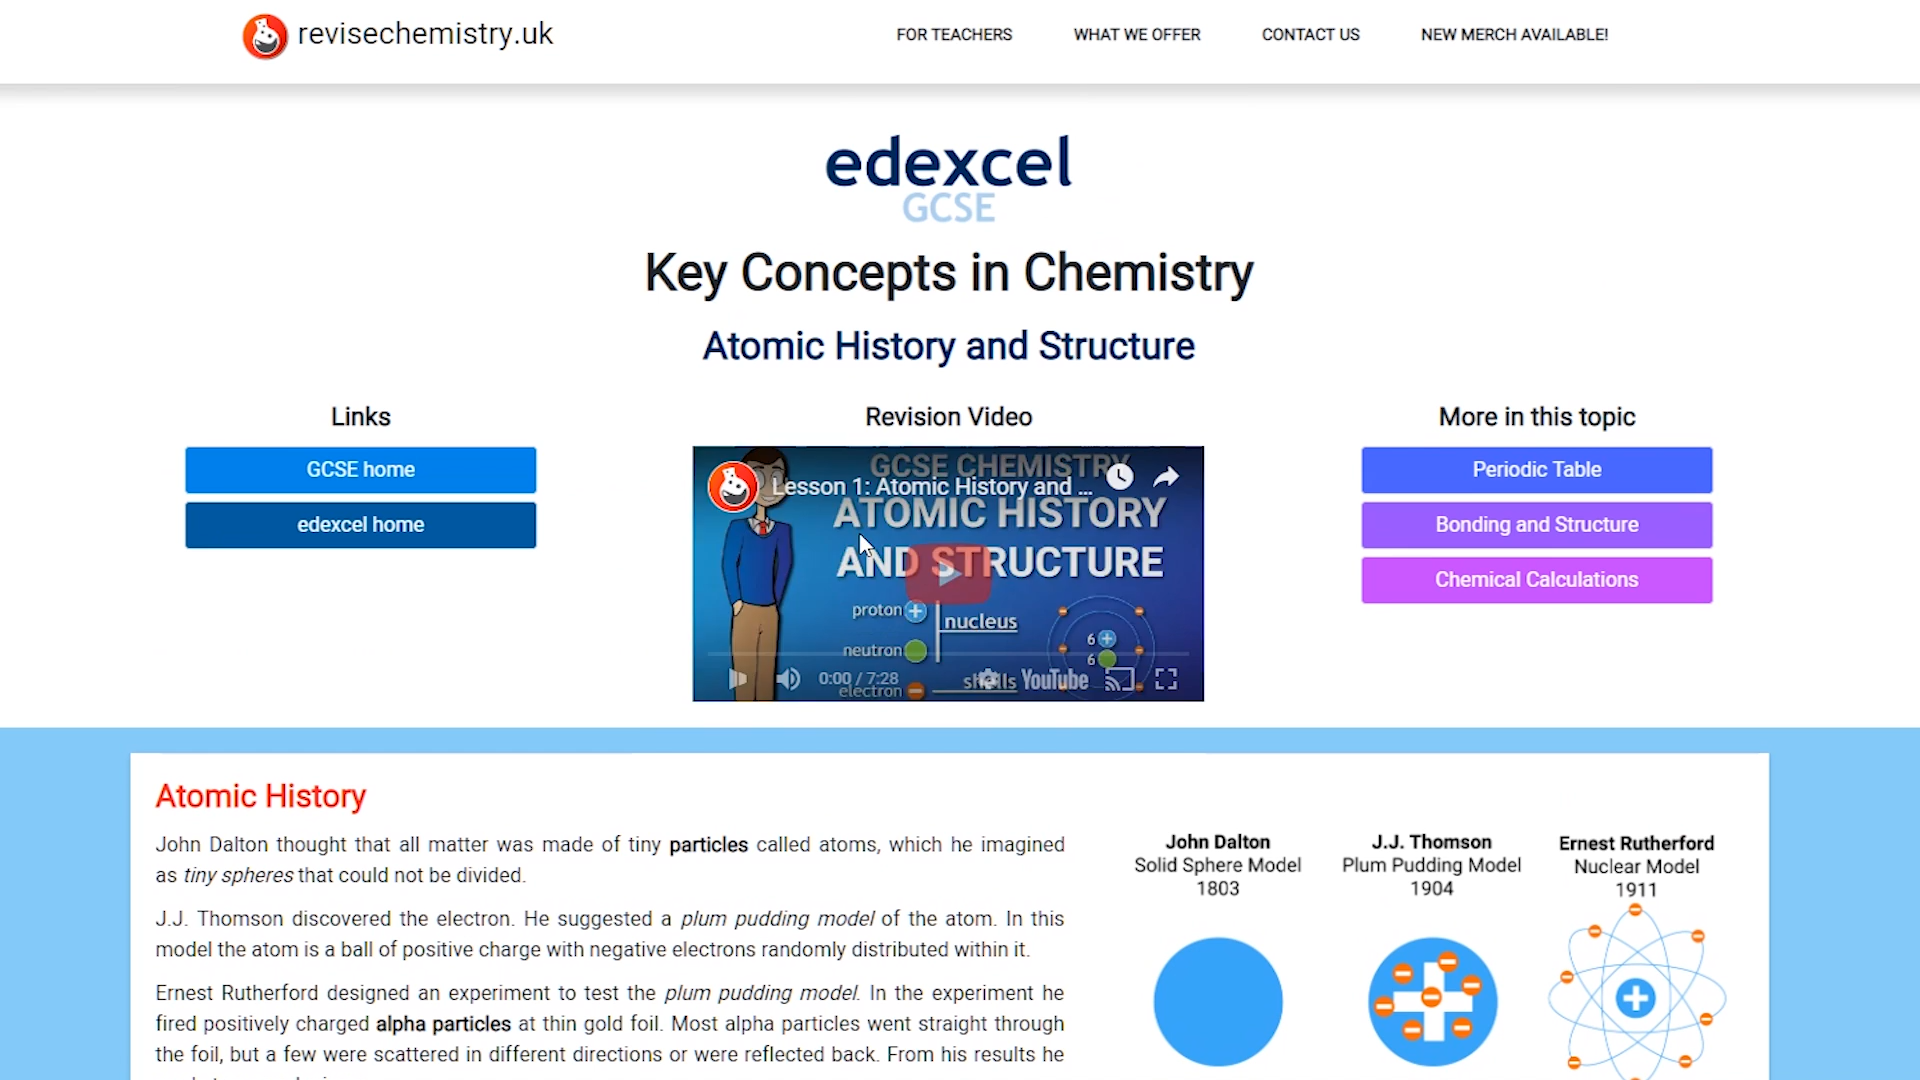 revisechemistry.uk
FOR TEACHERS
WHAT WE OFFER
CONTACT US
NEW MERCH AVAILABLE!
edexcel
GCSE
Key Concepts in Chemistry
Atomic History and Structure
Links
GCSE home
edexcel home
Revision Video
GCSE CHEMISTRY
Lesson 1: Atomic History and ...
ATOMIC HISTORY
AND STRUCTURE
proton
nucleus
neutron
6
6
0:00 / 7:28
shells
YouTube
electron
More in this topic
Periodic Table
Bonding and Structure
Chemical Calculations
Atomic History
John Dalton thought that all matter was made of tiny particles called atoms, which he imagined
as tiny spheres that could not be divided.
J.J. Thomson discovered the electron. He suggested a plum pudding model of the atom. In this
model the atom is a ball of positive charge with negative electrons randomly distributed within it.
Ernest Rutherford designed an experiment to test the plum pudding model. In the experiment he
fired positively charged alpha particles at thin gold foil. Most alpha particles went straight through
the foil, but a few were scattered in different directions or were reflected back. From his results he
John Dalton
Solid Sphere Model
1803
J.J. Thomson
Plum Pudding Model
1904
Ernest Rutherford
Nuclear Model
1911